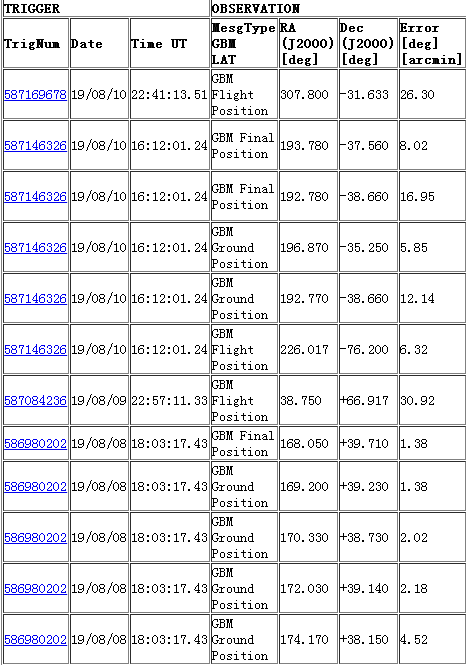 TRIGGER OBSERVATION
TrigNum Date Time UT MesgType GBM LAT RA (J2000) [deg] Dec (J2000) [deg] Error [deg] [arcmin]
587169678 19/08/10 22:41:13.51 GBM Flight Position 307.800 -31.633 26.30
587146326 19/08/10 16:12:01.24 GBM Final Position 193.780 -37.560 8.02
587146326 19/08/10 16:12:01.24 GBM Final Position 192.780 -38.660 16.95
587146326 19/08/10 16:12:01.24 GBM Ground Position 196.870 -35.250 5.85
587146326 19/08/10 16:12:01.24 GBM Ground Position 192.770 -38.660 12.14
587146326 19/08/10 16:12:01.24 GBM Flight Position 226.017 -76.200 6.32
587084236 19/08/09 22:57:11.33 GBM Flight Position 38.750 +66.917 30.92
586980202 19/08/08 18:03:17.43 GBM Final Position 168.050 +39.710 1.38
586980202 19/08/08 18:03:17.43 GBM Ground Position 169.200 +39.230 1.38
586980202 19/08/08 18:03:17.43 GBM Ground Position 170.330 +38.730 2.02
586980202 19/08/08 18:03:17.43 GBM Ground Position 172.030 +39.140 2.18
586980202 19/08/08 18:03:17.43 GBM Ground Position 174.170 +38.150 4.52